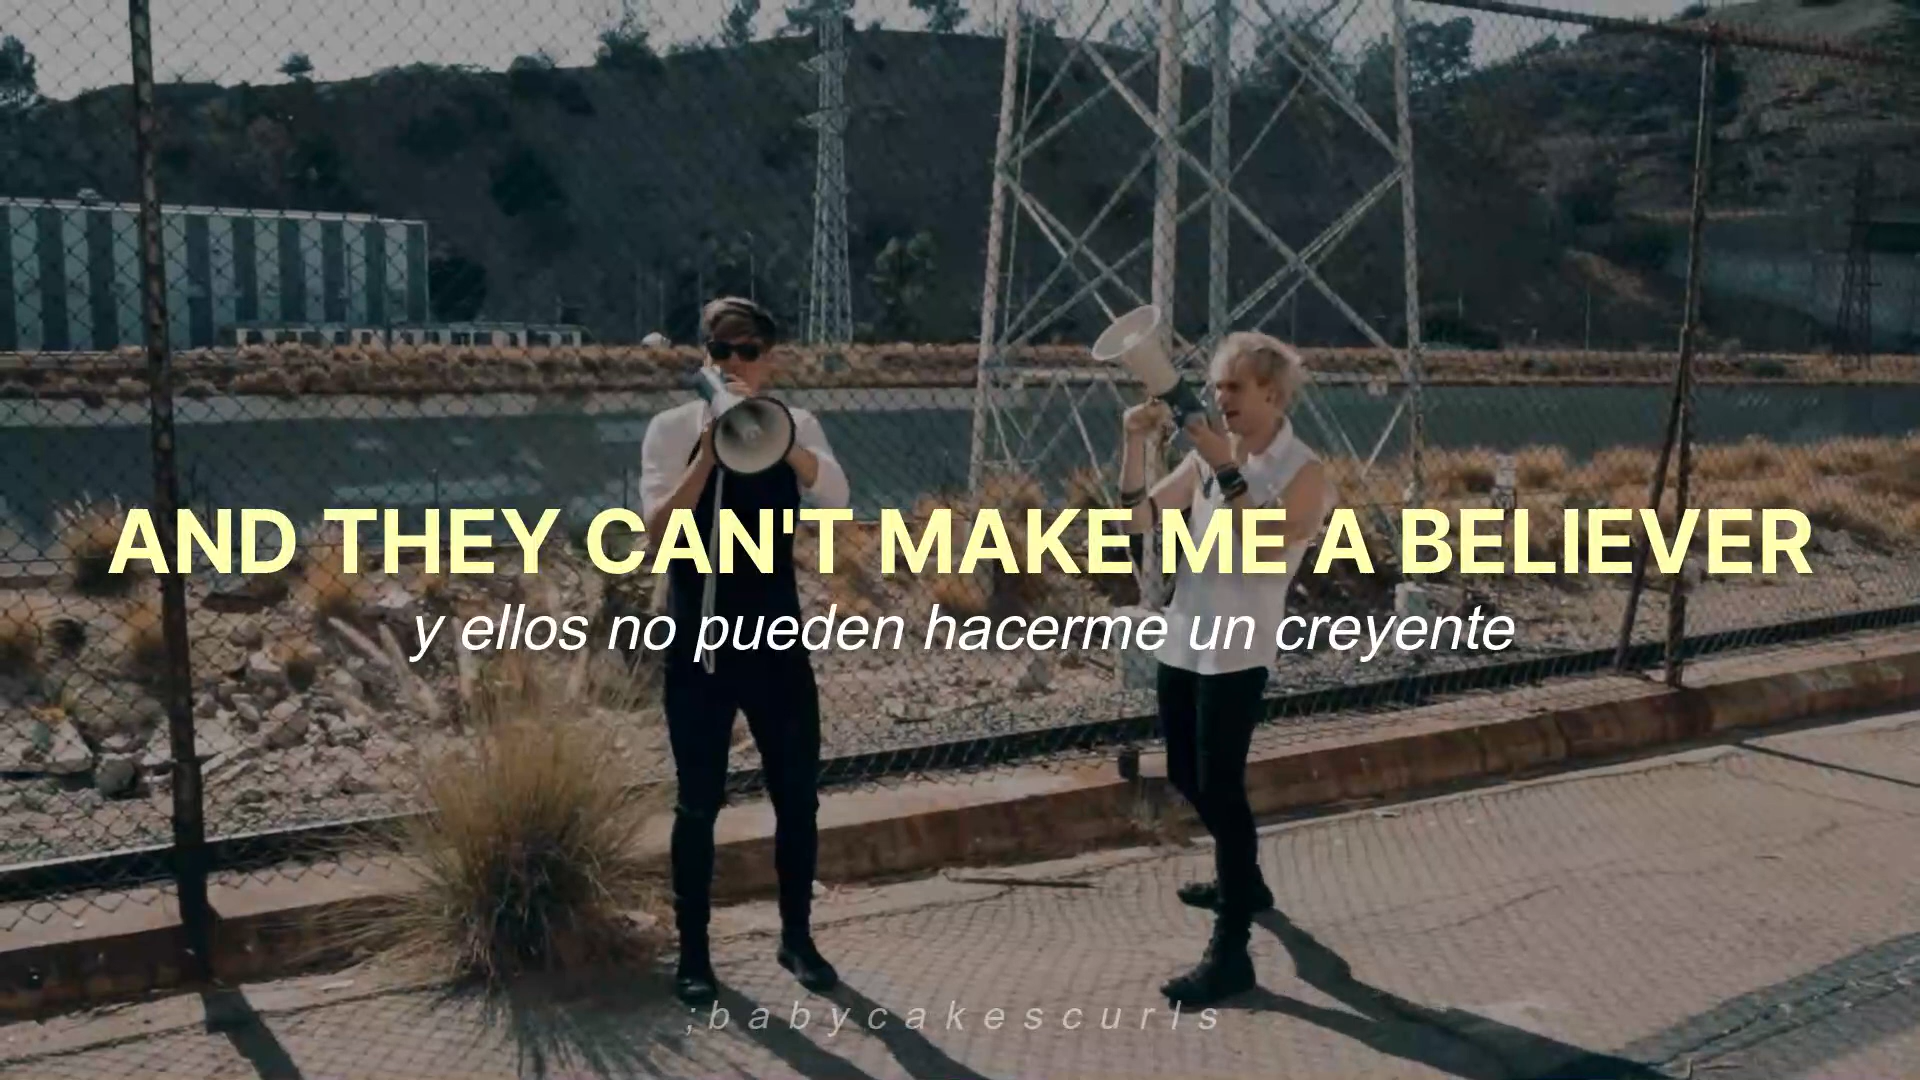 AND THEY CAN'T MAKE ME A BELIEVER
y ellos no pueden hacerme un creyente
;babycakescurls